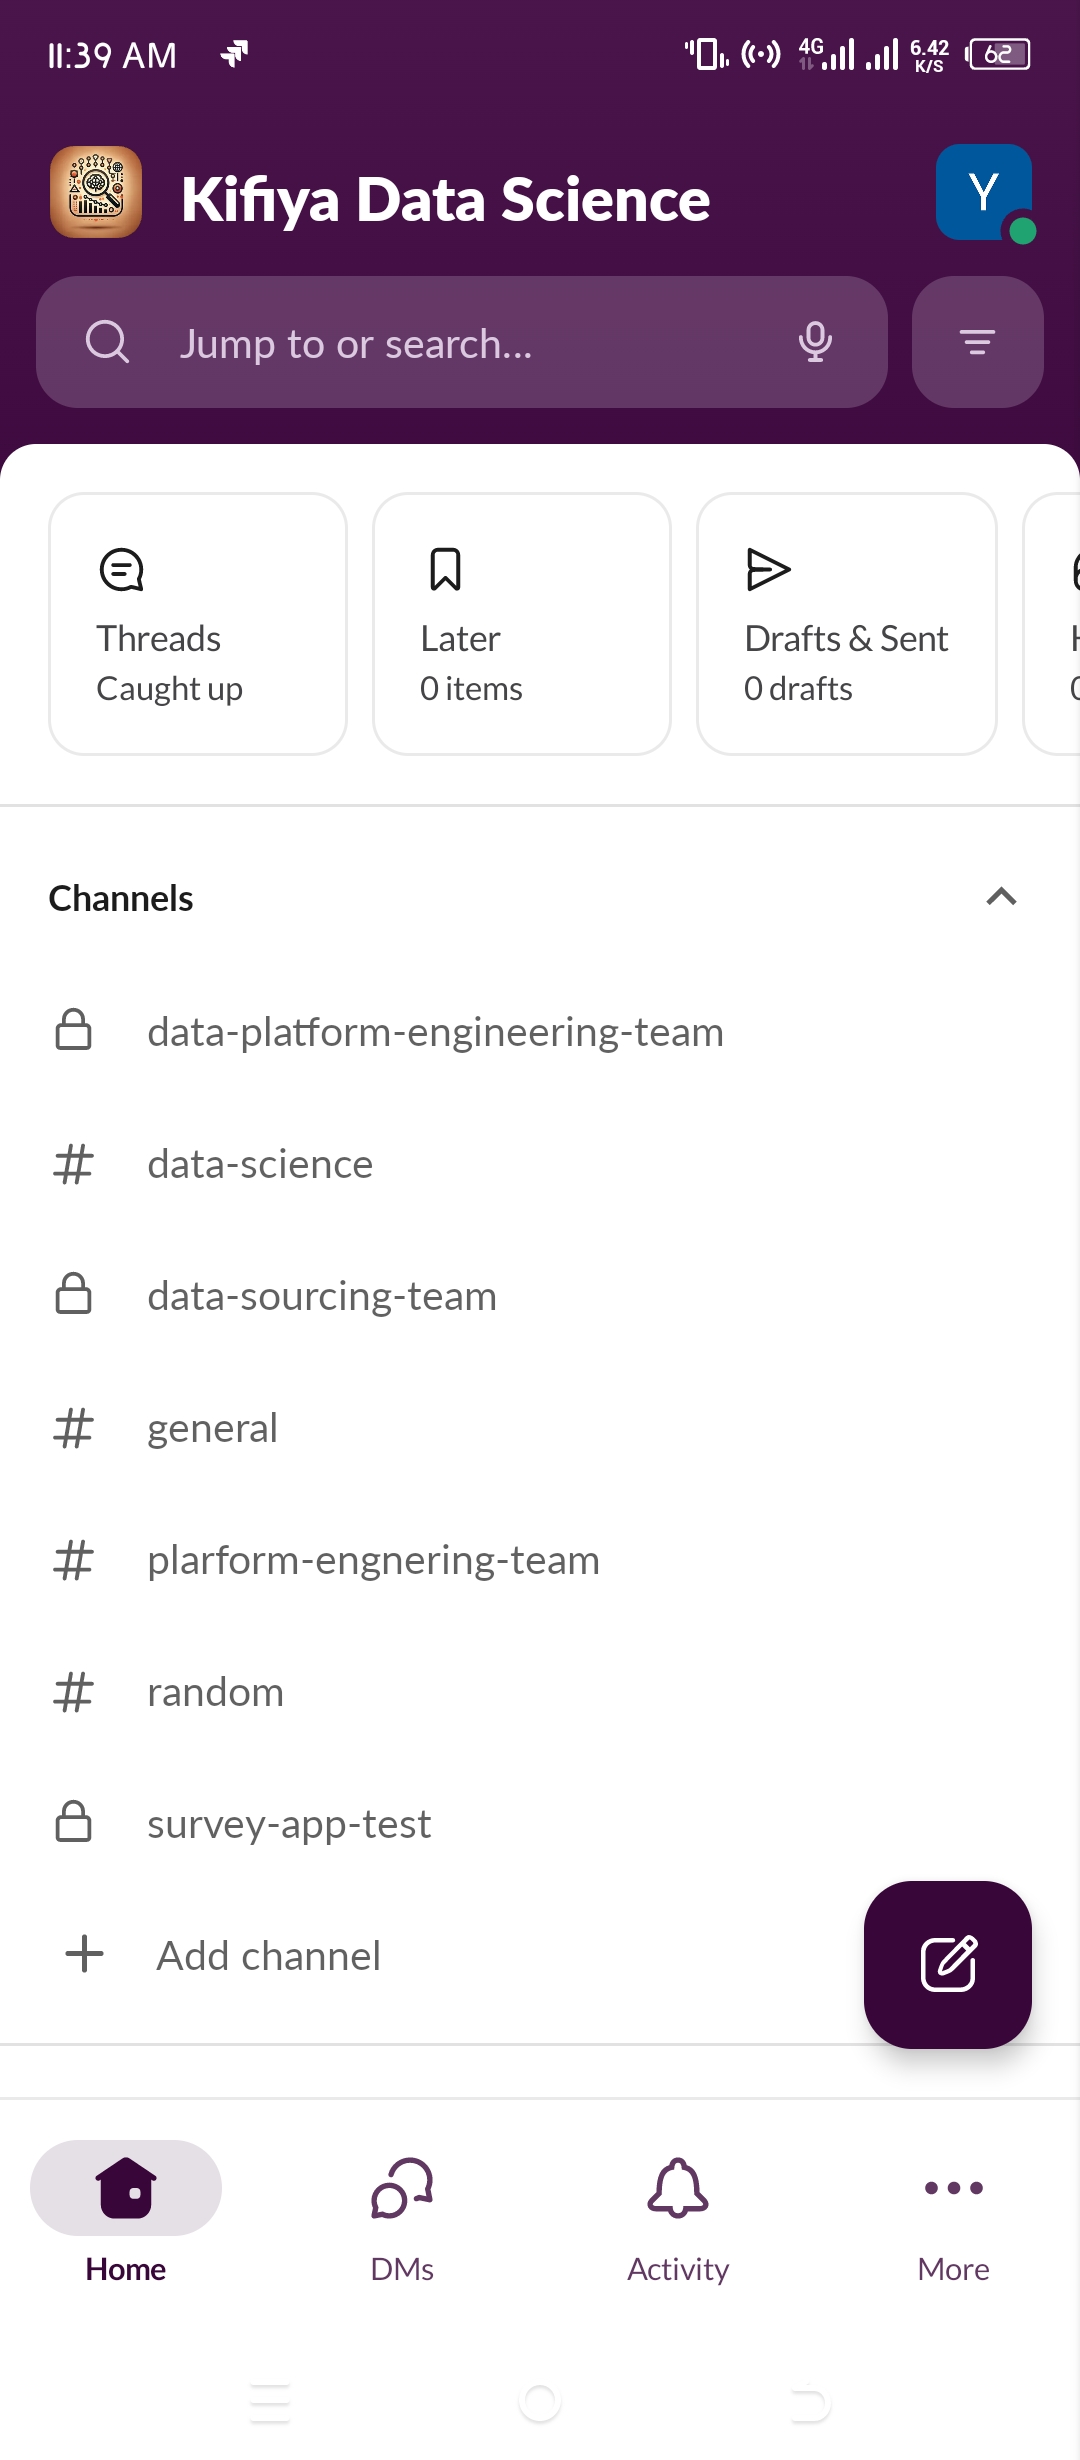 11:39 AM
4G
6.42
K/S
62
Kifiya Data Science
Y
Jump to or search...
Threads
Caught up
Later
0 items
Drafts & Sent
0 drafts
Channels
data-platform-engineering-team
data-science
data-sourcing-team
general
plarform-engnering-team
random
survey-app-test
Add channel
Home
DMs
Activity
More